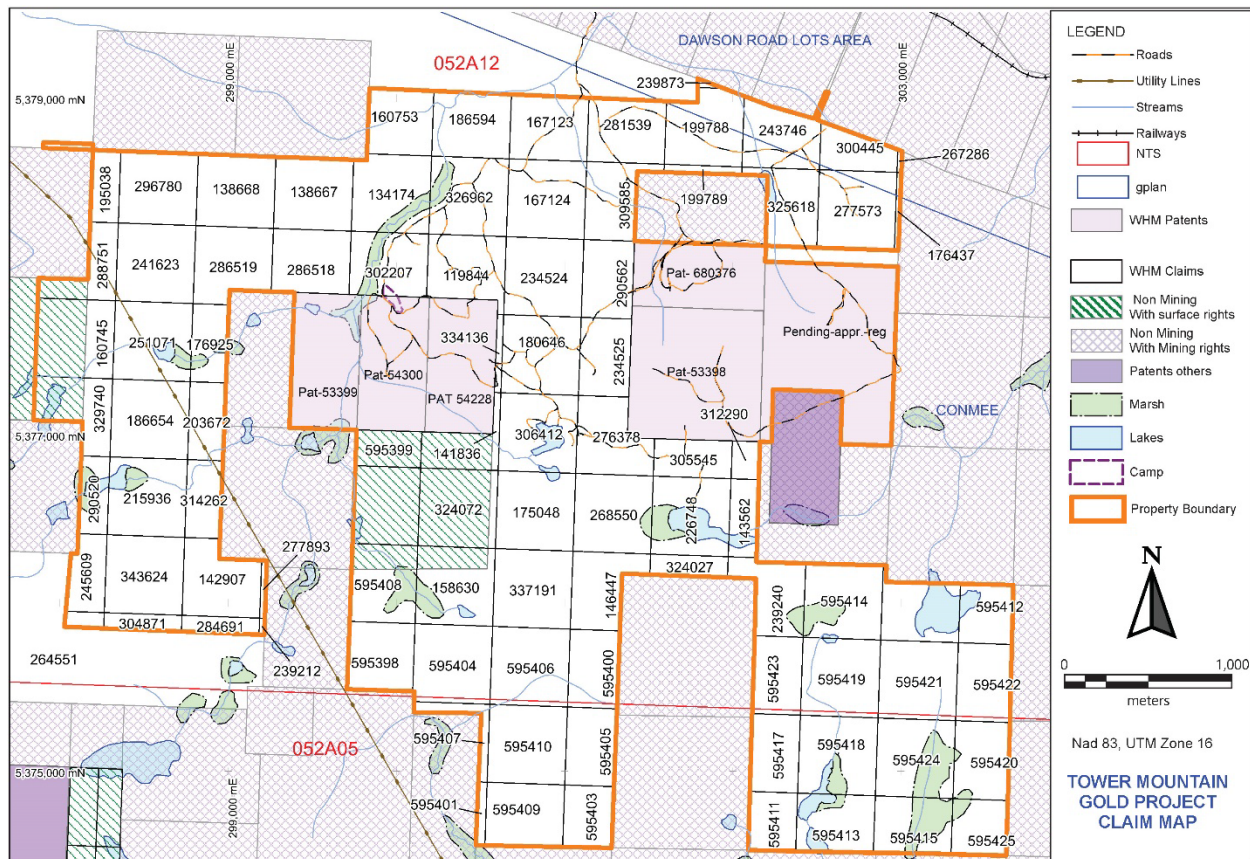 DAWSON ROAD LOTS AREA
052A12
299,000 mE
303,000 mE
5,379,000 mN
239873
160753
186594
167123
281539
199788
243746
300445
267286
195038
296780
138668
138667
134174
326962
167124
309585
199789
325618
277573
176437
288751
241623
286519
286518
302207
119844
234524
290562
Pat- 680376
Pending-appr.-reg
160745
251071
176925
334136
180646
234525
Pat-53399
Pat-54300
PAT 54228
Pat-53398
329740
186654
203672
312290
CONMEE
5,377,000 mN
306412
276378
595399
141836
305545
290520
215936
314262
324072
175048
268550
226748
143562
277893
245609
343624
142907
595408
158630
337191
146447
324027
239240
595414
595412
304871
284691
264551
239212
595398
595404
595406
595400
595423
595419
595421
595422
052A05
595407
595410
595405
595417
595418
595424
595420
5,375,000 mN
299,000 mE
595401
595409
595403
595411
595413
595415
595425
LEGEND
Roads
Utility Lines
Streams
Railways
NTS
gplan
WHM Patents
WHM Claims
Non Mining
With surface rights
Non Mining
With Mining rights
Patents others
Marsh
Lakes
Camp
Property Boundary
N
0
1,000
meters
Nad 83, UTM Zone 16
TOWER MOUNTAIN
GOLD PROJECT
CLAIM MAP